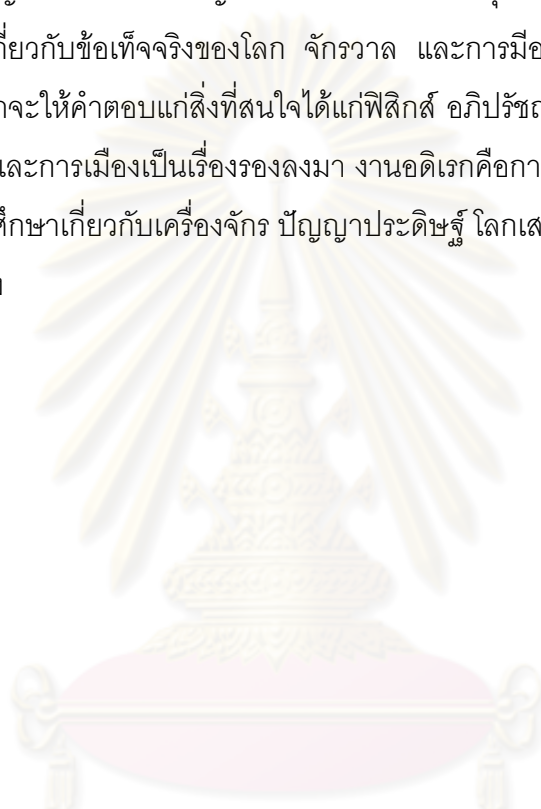 กี่ยวกับข้อเท็จจริงของโลก จักรวาล และการมีอ
าจะให้คำตอบแก่สิ่งที่สนใจได้แก่ฟิสิกส์ อภิปรัชญ
และการเมืองเป็นเรื่องรองลงมา งานอดิเรกคือกา
ศึกษาเกี่ยวกับเครื่องจักร ปัญญาประดิษฐ์ โลกเส